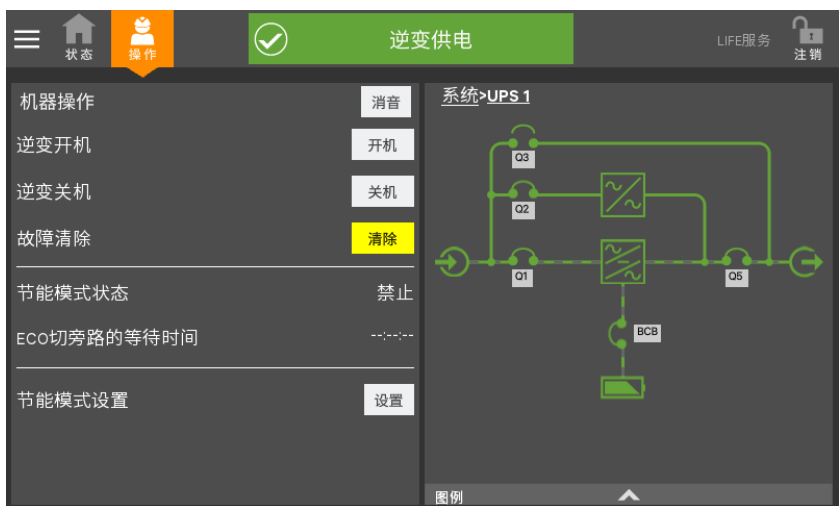 状态
操作
逆变供电
LIFE服务
注销
机器操作
消音
逆变开机
开机
逆变关机
关机
故障清除
清除
节能模式状态
禁止
ECO切旁路的等待时间
--:--:--
节能模式设置
设置
系统>UPS 1
Q3
Q2
Q1
Q5
BCB
图例